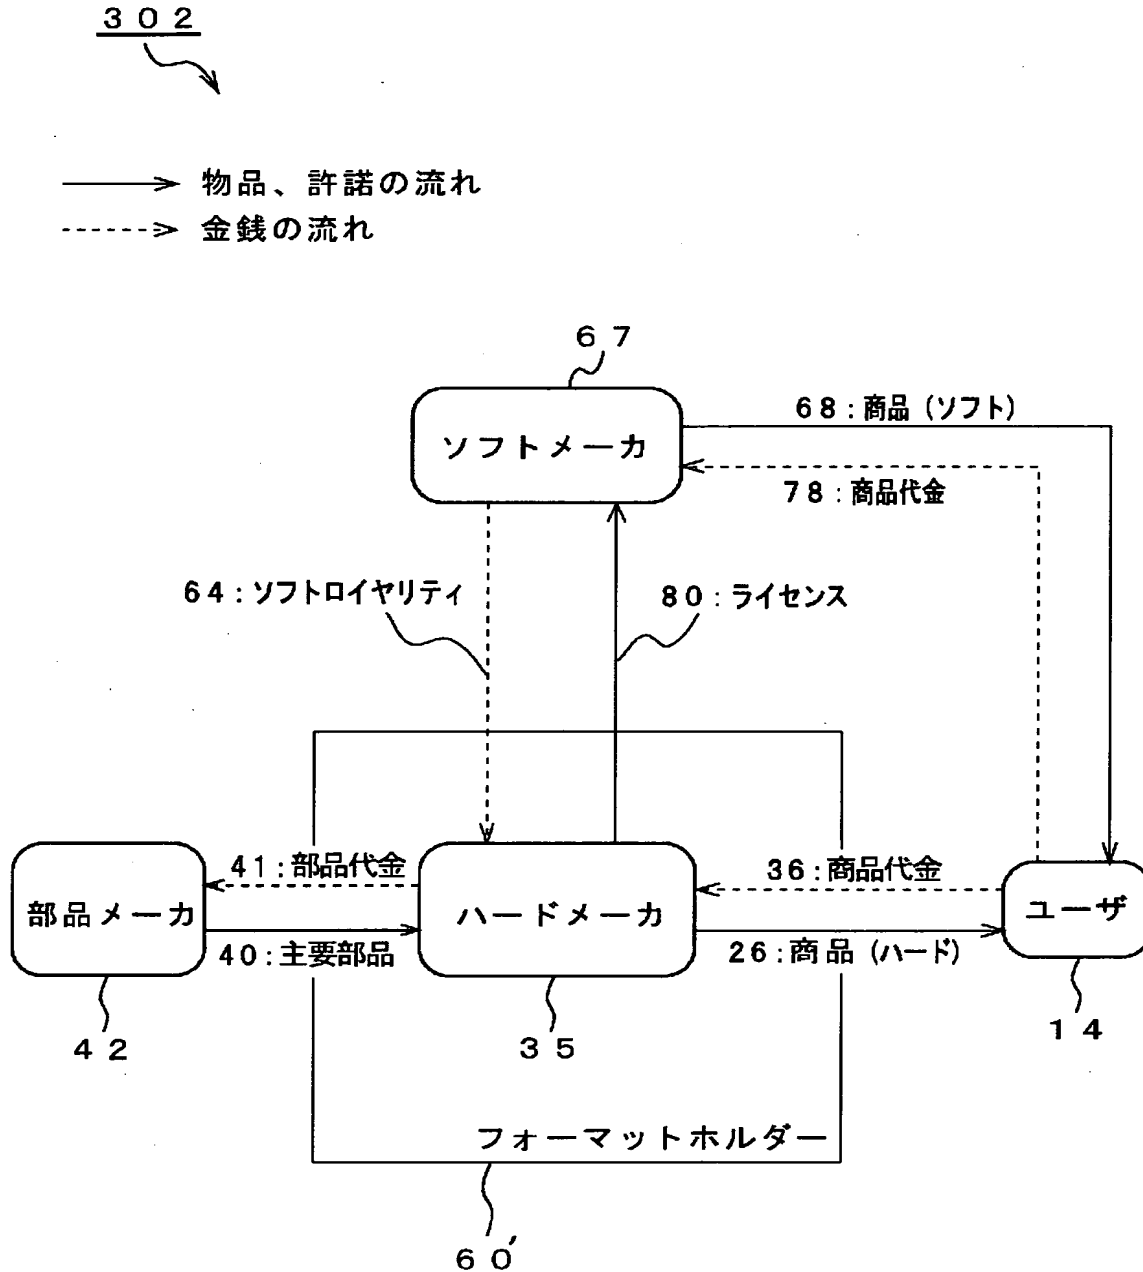 302
物品、許諾の流れ
金銭の流れ
67
ソフトメーカ
68:商品(ソフト)
78:商品代金
64:ソフトロイヤリティ
80:ライセンス
41:部品代金
36:商品代金
部品メーカ
ハードメーカ
ユーザ
40:主要部品
26:商品(ハード)
42
35
14
フォーマットホルダー
60'